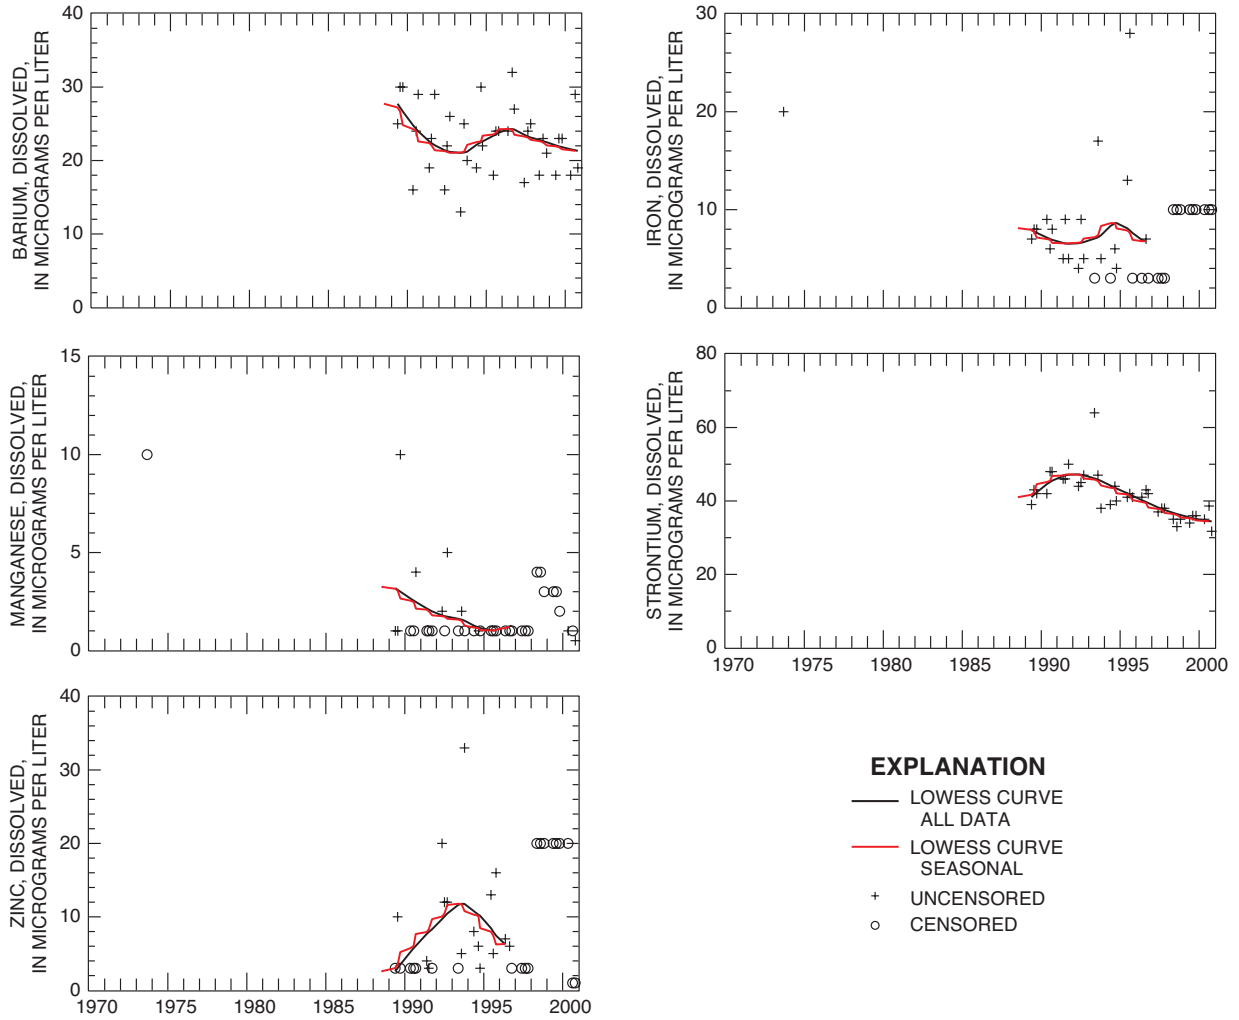 BARIUM, DISSOLVED,
IN MICROGRAMS PER LITER
40
30
20
10
0
IRON, DISSOLVED,
IN MICROGRAMS PER LITER
30
20
10
0
MANGANESE, DISSOLVED,
IN MICROGRAMS PER LITER
15
10
5
0
STRONTIUM, DISSOLVED,
IN MICROGRAMS PER LITER
80
60
40
20
0
1970 1975 1980 1985 1990 1995 2000
ZINC, DISSOLVED,
IN MICROGRAMS PER LITER
40
30
20
10
0
1970 1975 1980 1985 1990 1995 2000
EXPLANATION
LOWESS CURVE
ALL DATA
LOWESS CURVE
SEASONAL
UNCENSORED
CENSORED